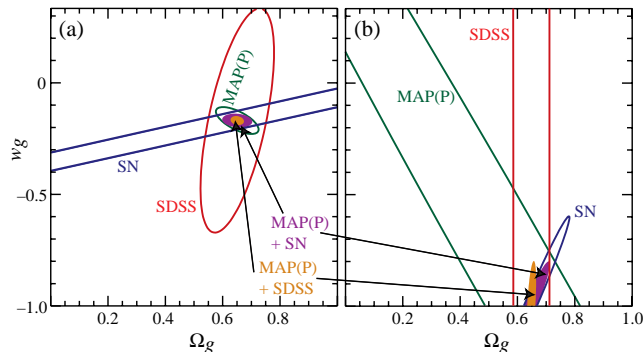 (a)
MAP(P)
SN
SDSS
MAP(P)
+ SN
MAP(P)
+ SDSS
wg
0
−0.5
−1.0
0.2
0.4
0.6
0.8
Ωg
(b)
SDSS
MAP(P)
SN
0.2
0.4
0.6
0.8
1.0
Ωg